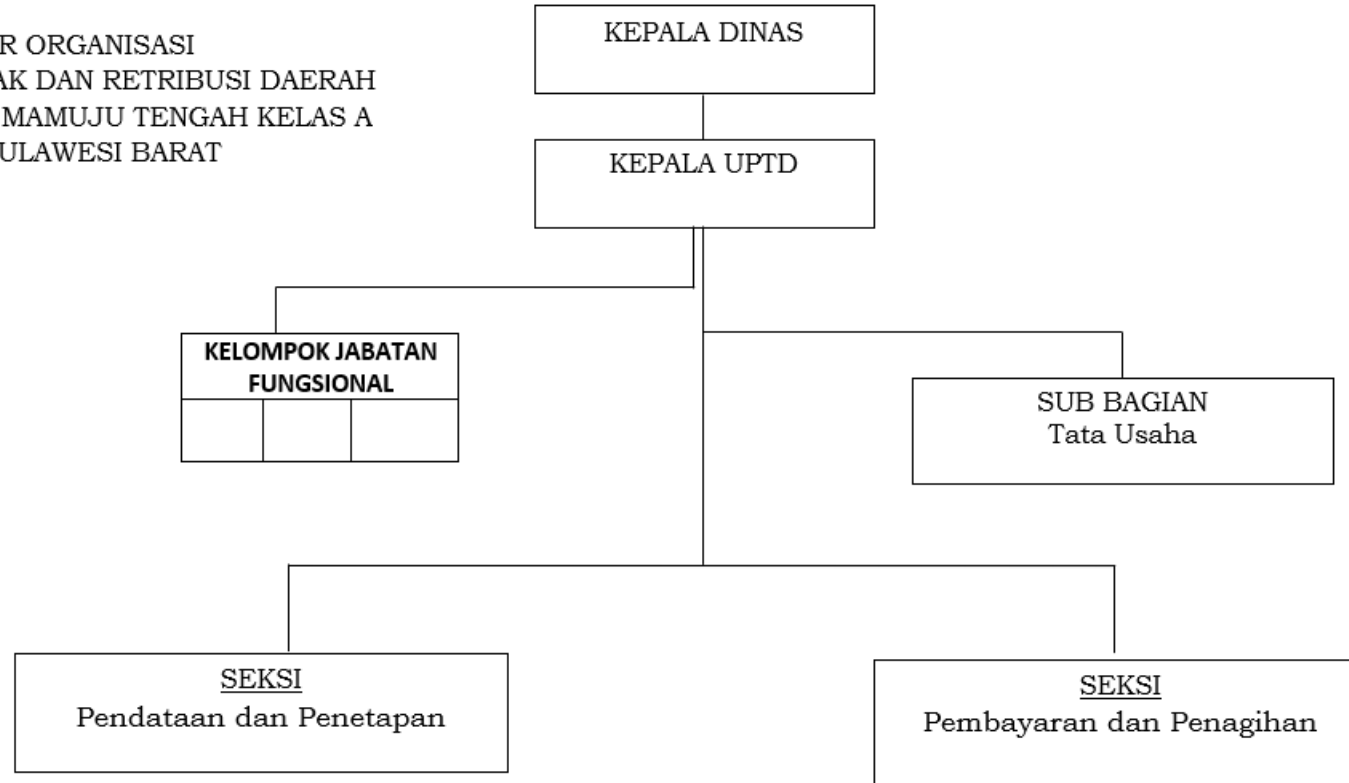 R ORGANISASI
AK DAN RETRIBUSI DAERAH
MAMUJU TENGAH KELAS A
ULAWESI BARAT
KEPALA DINAS
KEPALA UPTD
KELOMPOK JABATAN
FUNGSIONAL
SUB BAGIAN
Tata Usaha
SEKSI
Pendataan dan Penetapan
SEKSI
Pembayaran dan Penagihan